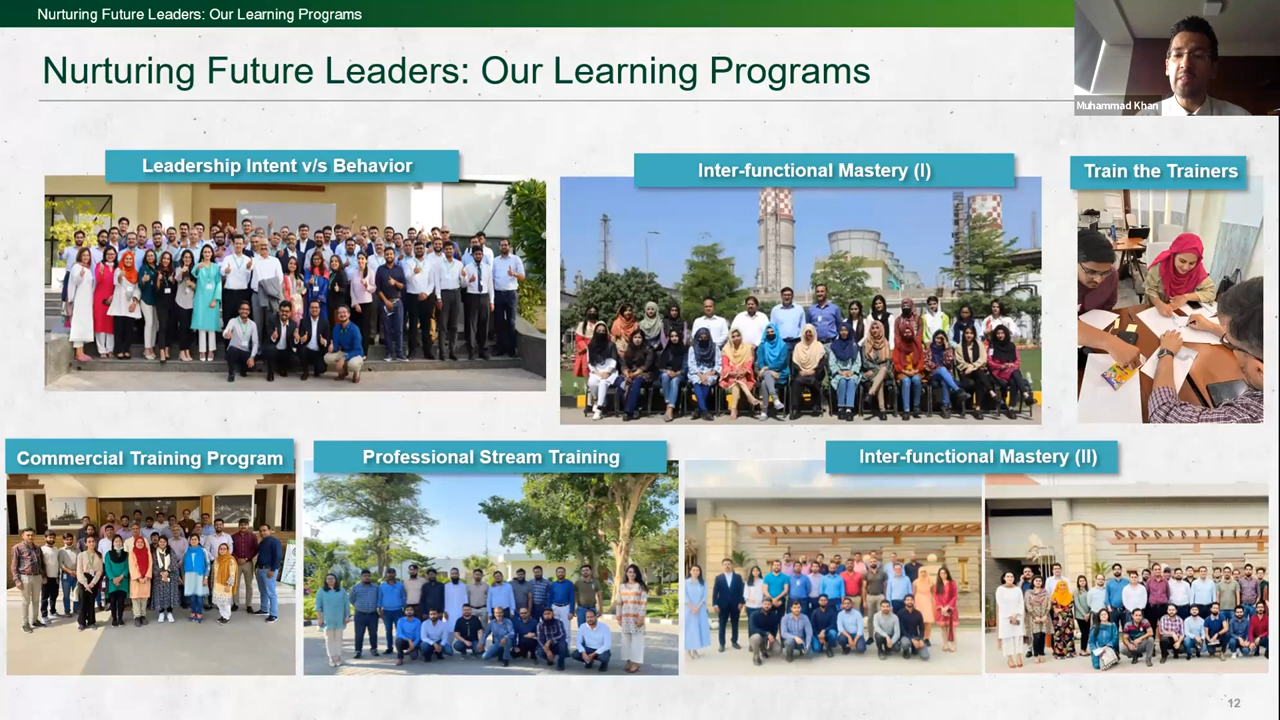 Nurturing Future Leaders: Our Learning Programs
Nurturing Future Leaders: Our Learning Programs
Muhammad Khan
Leadership Intent v/s Behavior
Inter-functional Mastery (I)
Train the Trainers
Commercial Training Program
Professional Stream Training
Inter-functional Mastery (II)
12